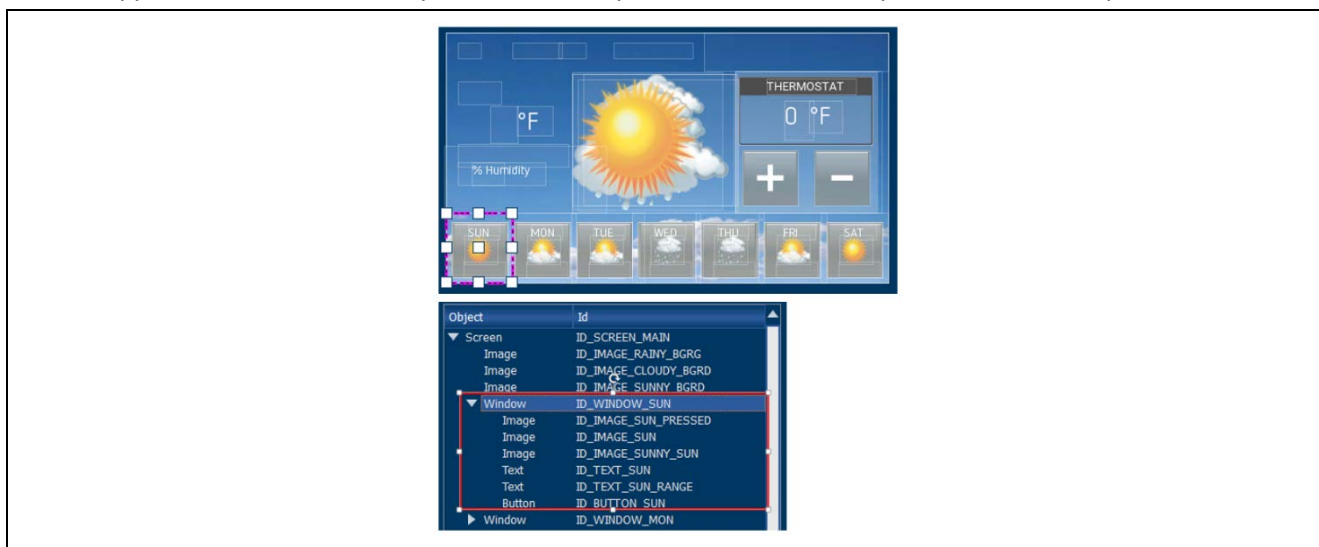 THERMOSTAT
0 °F
°F
% Humidity
+ −
SUN MON TUE WED THU FRI SAT
Object Id
Screen ID_SCREEN_MAIN
Image ID_IMAGE_RAINY_BGRG
Image ID_IMAGE_CLOUDY_BGRD
Image ID_IMAGE_SUNNY_BGRD
Window ID_WINDOW_SUN
Image ID_IMAGE_SUN_PRESSED
Image ID_IMAGE_SUN
Image ID_IMAGE_SUNNY_SUN
Text ID_TEXT_SUN
Text ID_TEXT_SUN_RANGE
Button ID_BUTTON_SUN
Window ID_WINDOW_MON